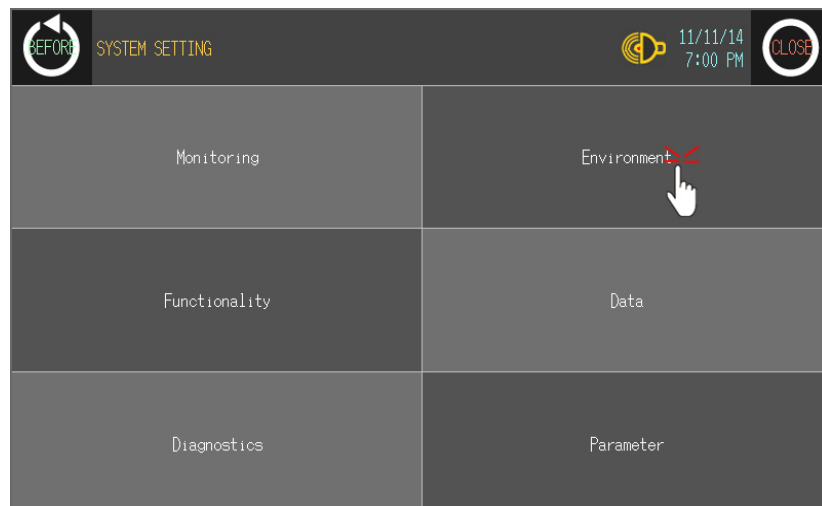 BEFORE
SYSTEM SETTING
11/11/14
7:00 PM
CLOSE
Monitoring
Environment
Functionality
Data
Diagnostics
Parameter